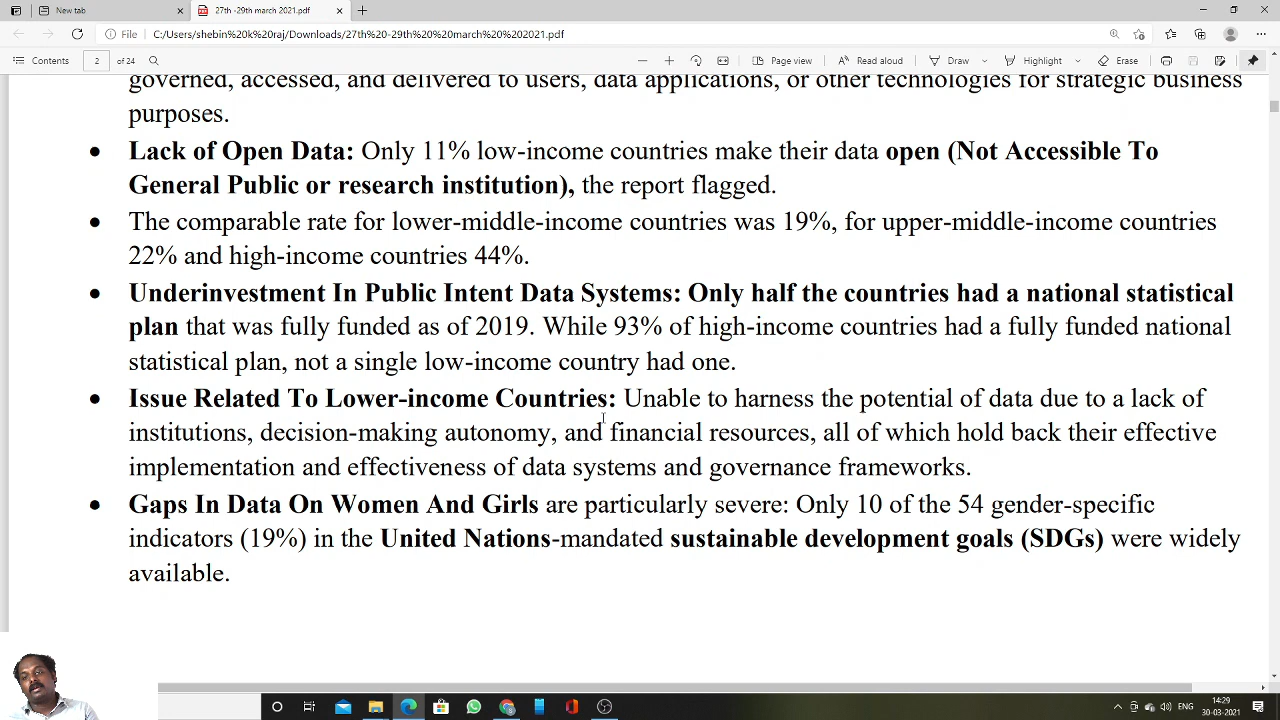 New tab
27th -29th march 2021.pdf
File
C:/Users/shebin%20k%20raj/Downloads/27th%20-29th%20%20march%20%202021.pdf
Contents
2 of 24
Page view
Read aloud
Draw
Highlight
Erase
governed, accessed, and delivered to users, data applications, or other technologies for strategic business
purposes.
• Lack of Open Data: Only 11% low-income countries make their data open (Not Accessible To
General Public or research institution), the report flagged.
• The comparable rate for lower-middle-income countries was 19%, for upper-middle-income countries
22% and high-income countries 44%.
• Underinvestment In Public Intent Data Systems: Only half the countries had a national statistical
plan that was fully funded as of 2019. While 93% of high-income countries had a fully funded national
statistical plan, not a single low-income country had one.
• Issue Related To Lower-income Countries: Unable to harness the potential of data due to a lack of
institutions, decision-making autonomy, and financial resources, all of which hold back their effective
implementation and effectiveness of data systems and governance frameworks.
• Gaps In Data On Women And Girls are particularly severe: Only 10 of the 54 gender-specific
indicators (19%) in the United Nations-mandated sustainable development goals (SDGs) were widely
available.
ENG
14:29
30-03-2021